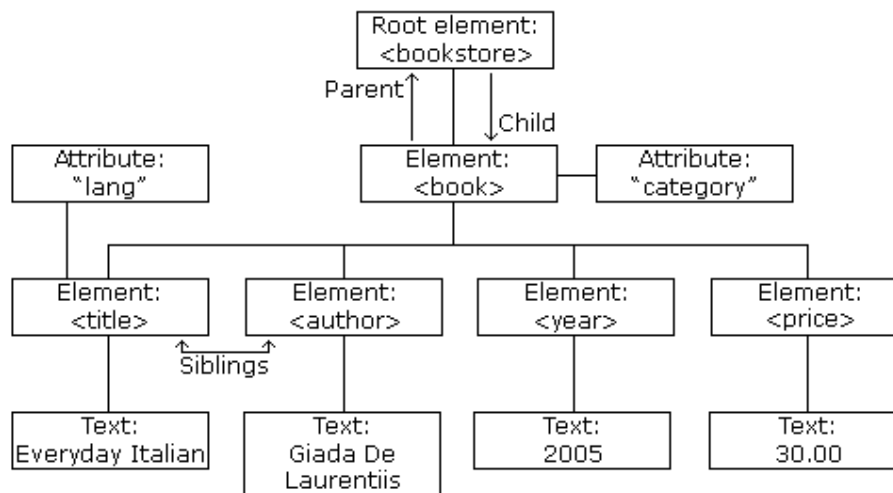 Root element:
<bookstore>
Parent
Child
Attribute:
“lang”
Element:
<book>
Attribute:
“category”
Element:
<title>
Element:
<author>
Element:
<year>
Element:
<price>
Siblings
Text:
Everyday Italian
Text:
Giada De
Laurentiis
Text:
2005
Text:
30.00